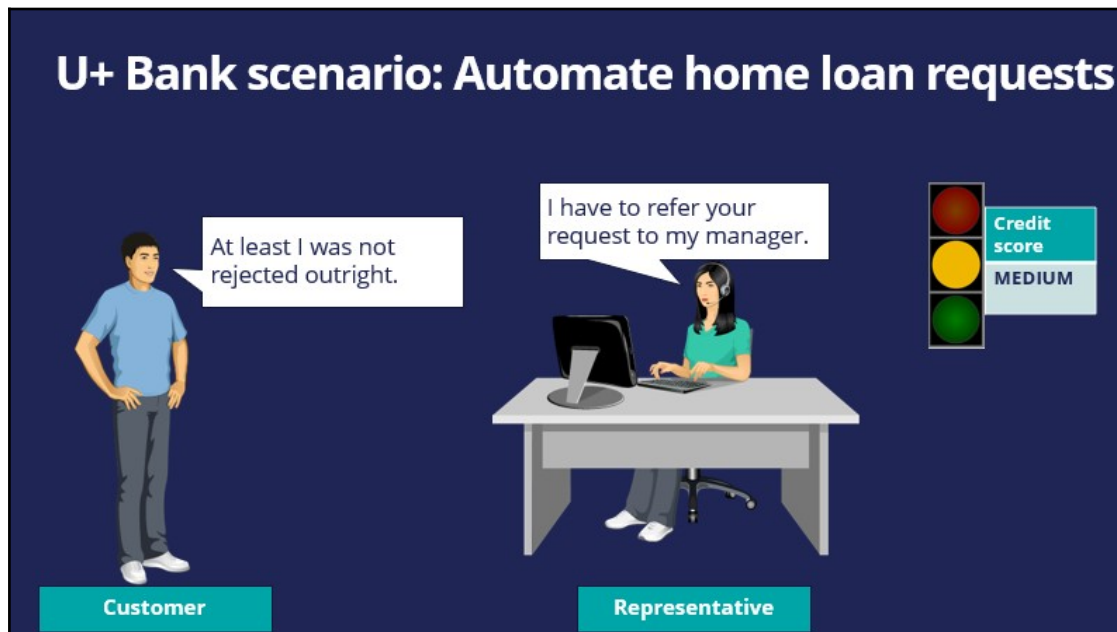 U+ Bank scenario: Automate home loan requests
At least I was not
rejected outright.
I have to refer your
request to my manager.
Credit
score
MEDIUM
Customer
Representative